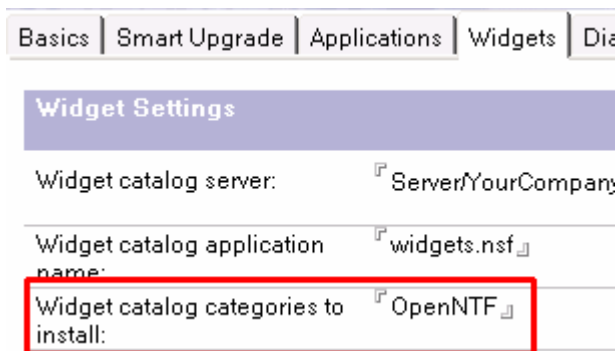 Basics Smart Upgrade Applications Widgets Dia
Widget Settings
Widget catalog server: Server/YourCompany
Widget catalog application widgets.nsf
name:
Widget catalog categories to OpenNTF
install: